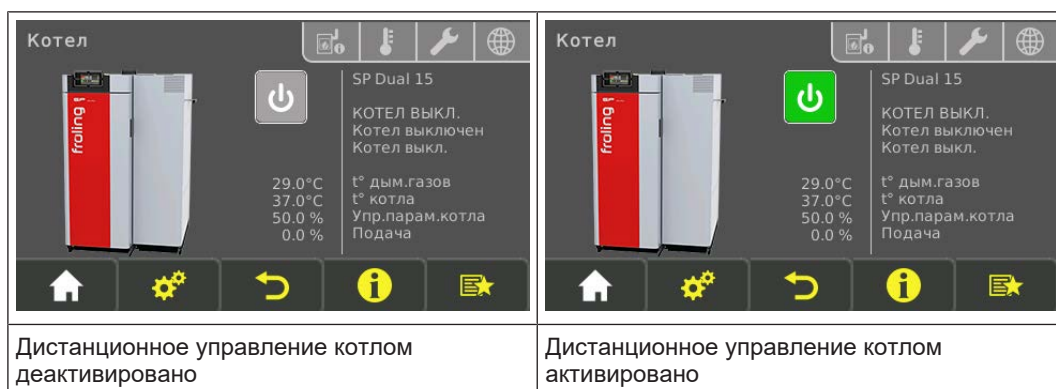 Котел
SP Dual 15
КОТЕЛ ВЫКЛ.
Котел выключен
Котел выкл.
29.0°C t° дым.газов
37.0°C t° котла
50.0 % Упр.парам.котла
0.0 % Подача
froling
Дистанционное управление котлом
деактивировано
Котел
SP Dual 15
КОТЕЛ ВЫКЛ.
Котел выключен
Котел выкл.
29.0°C t° дым.газов
37.0°C t° котла
50.0 % Упр.парам.котла
0.0 % Подача
froling
Дистанционное управление котлом
активировано